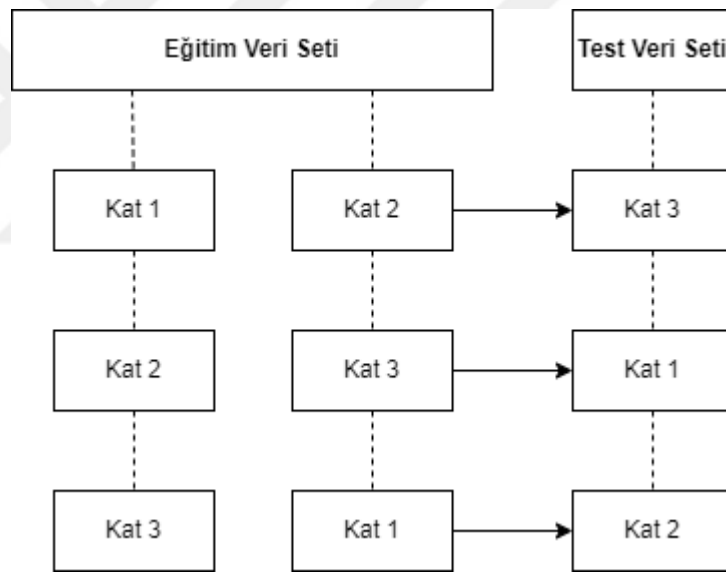 Eğitim Veri Seti
Test Veri Seti
Kat 1
Kat 2
Kat 3
Kat 2
Kat 3
Kat 1
Kat 3
Kat 1
Kat 2